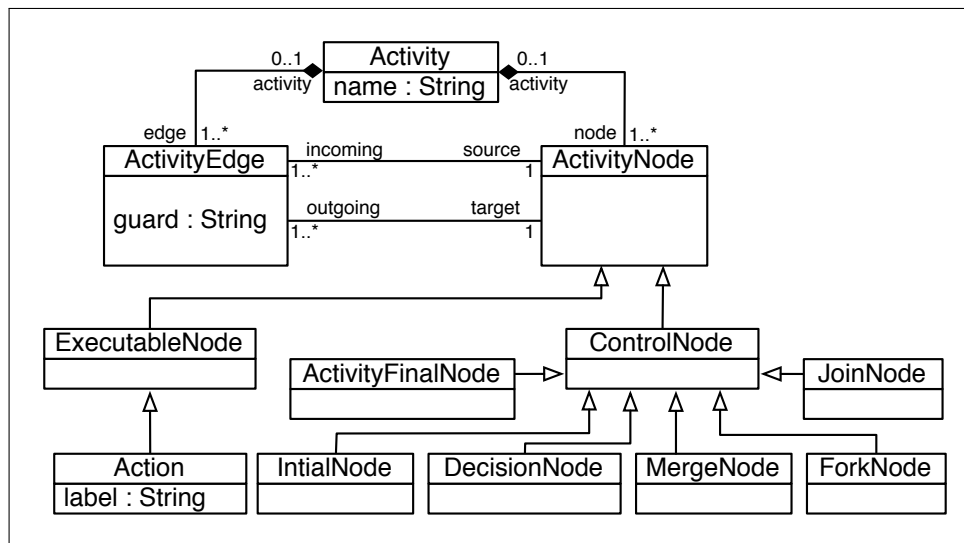 Activity
name : String
0..1
activity
0..1
activity
edge
1..*
node
1..*
ActivityEdge
guard : String
incoming
1..*
source
1
outgoing
1..*
target
1
ActivityNode
ExecutableNode
ControlNode
ActivityFinalNode
JoinNode
Action
label : String
IntialNode
DecisionNode
MergeNode
ForkNode